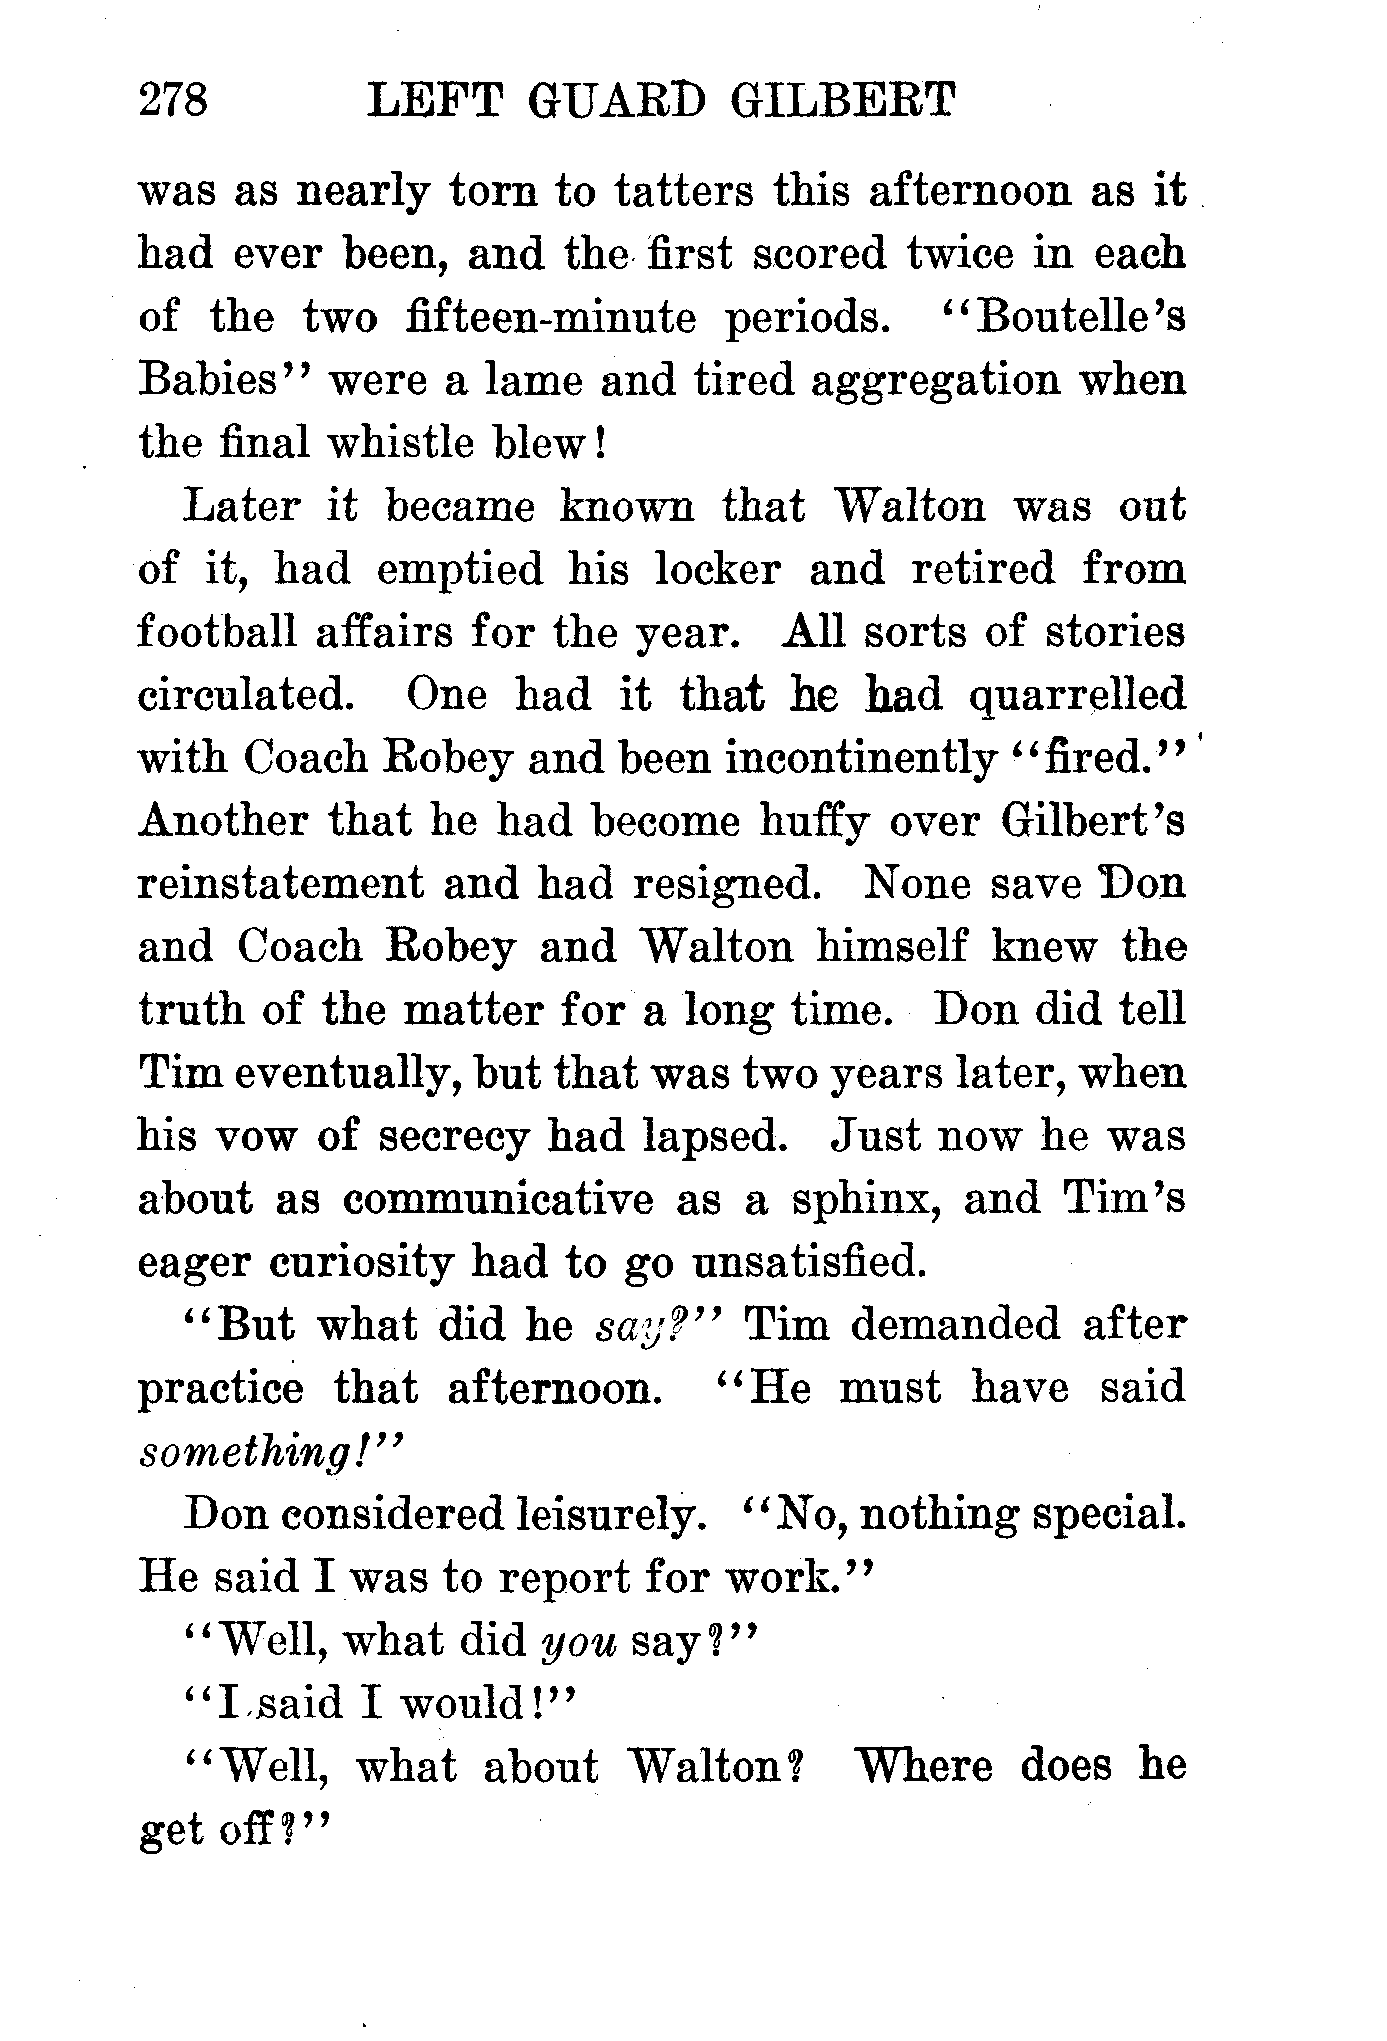 278 LEFT GUARD GILBERT
was as nearly torn to tatters this afternoon as it
had ever been, and the first scored twice in each
of the two fifteen-minute periods. "Boutelle's
Babies" were a lame and tired aggregation when
the final whistle blew!
Later it became known that Walton was out
of it, had emptied his locker and retired from
football affairs for the year. All sorts of stories
circulated. One had it that he had quarrelled
with Coach Robey and been incontinently "fired."
Another that he had become huffy over Gilbert's
reinstatement and had resigned. None save Don
and Coach Robey and Walton himself knew the
truth of the matter for a long time. Don did tell
Tim eventually, but that was two years later, when
his vow of secrecy had lapsed. Just now he was
about as communicative as a sphinx, and Tim's
eager curiosity had to go unsatisfied.
"But what did he say?" Tim demanded after
practice that afternoon. "He must have said
something!"
Don considered leisurely. "No, nothing special.
He said I was to report for work."
"Well, what did you say?"
"I said I would!"
"Well, what about Walton? Where does he
get off?"